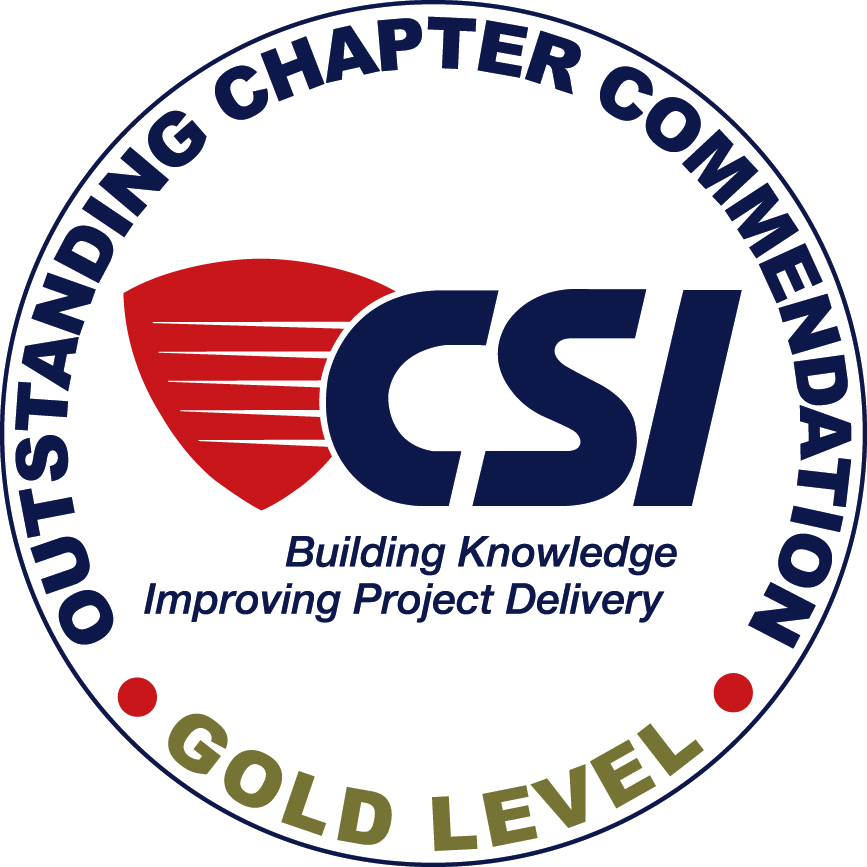 OUTSTANDING CHAPTER COMMENDATION
CSI
Building Knowledge
Improving Project Delivery
GOLD LEVEL